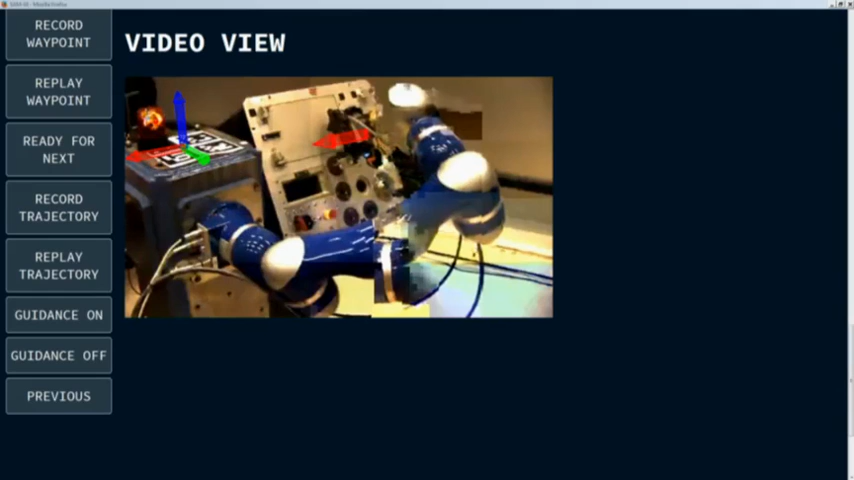 RECORD
WAYPOINT
REPLAY
WAYPOINT
READY FOR
NEXT
RECORD
TRAJECTORY
REPLAY
TRAJECTORY
GUIDANCE ON
GUIDANCE OFF
PREVIOUS
VIDEO VIEW